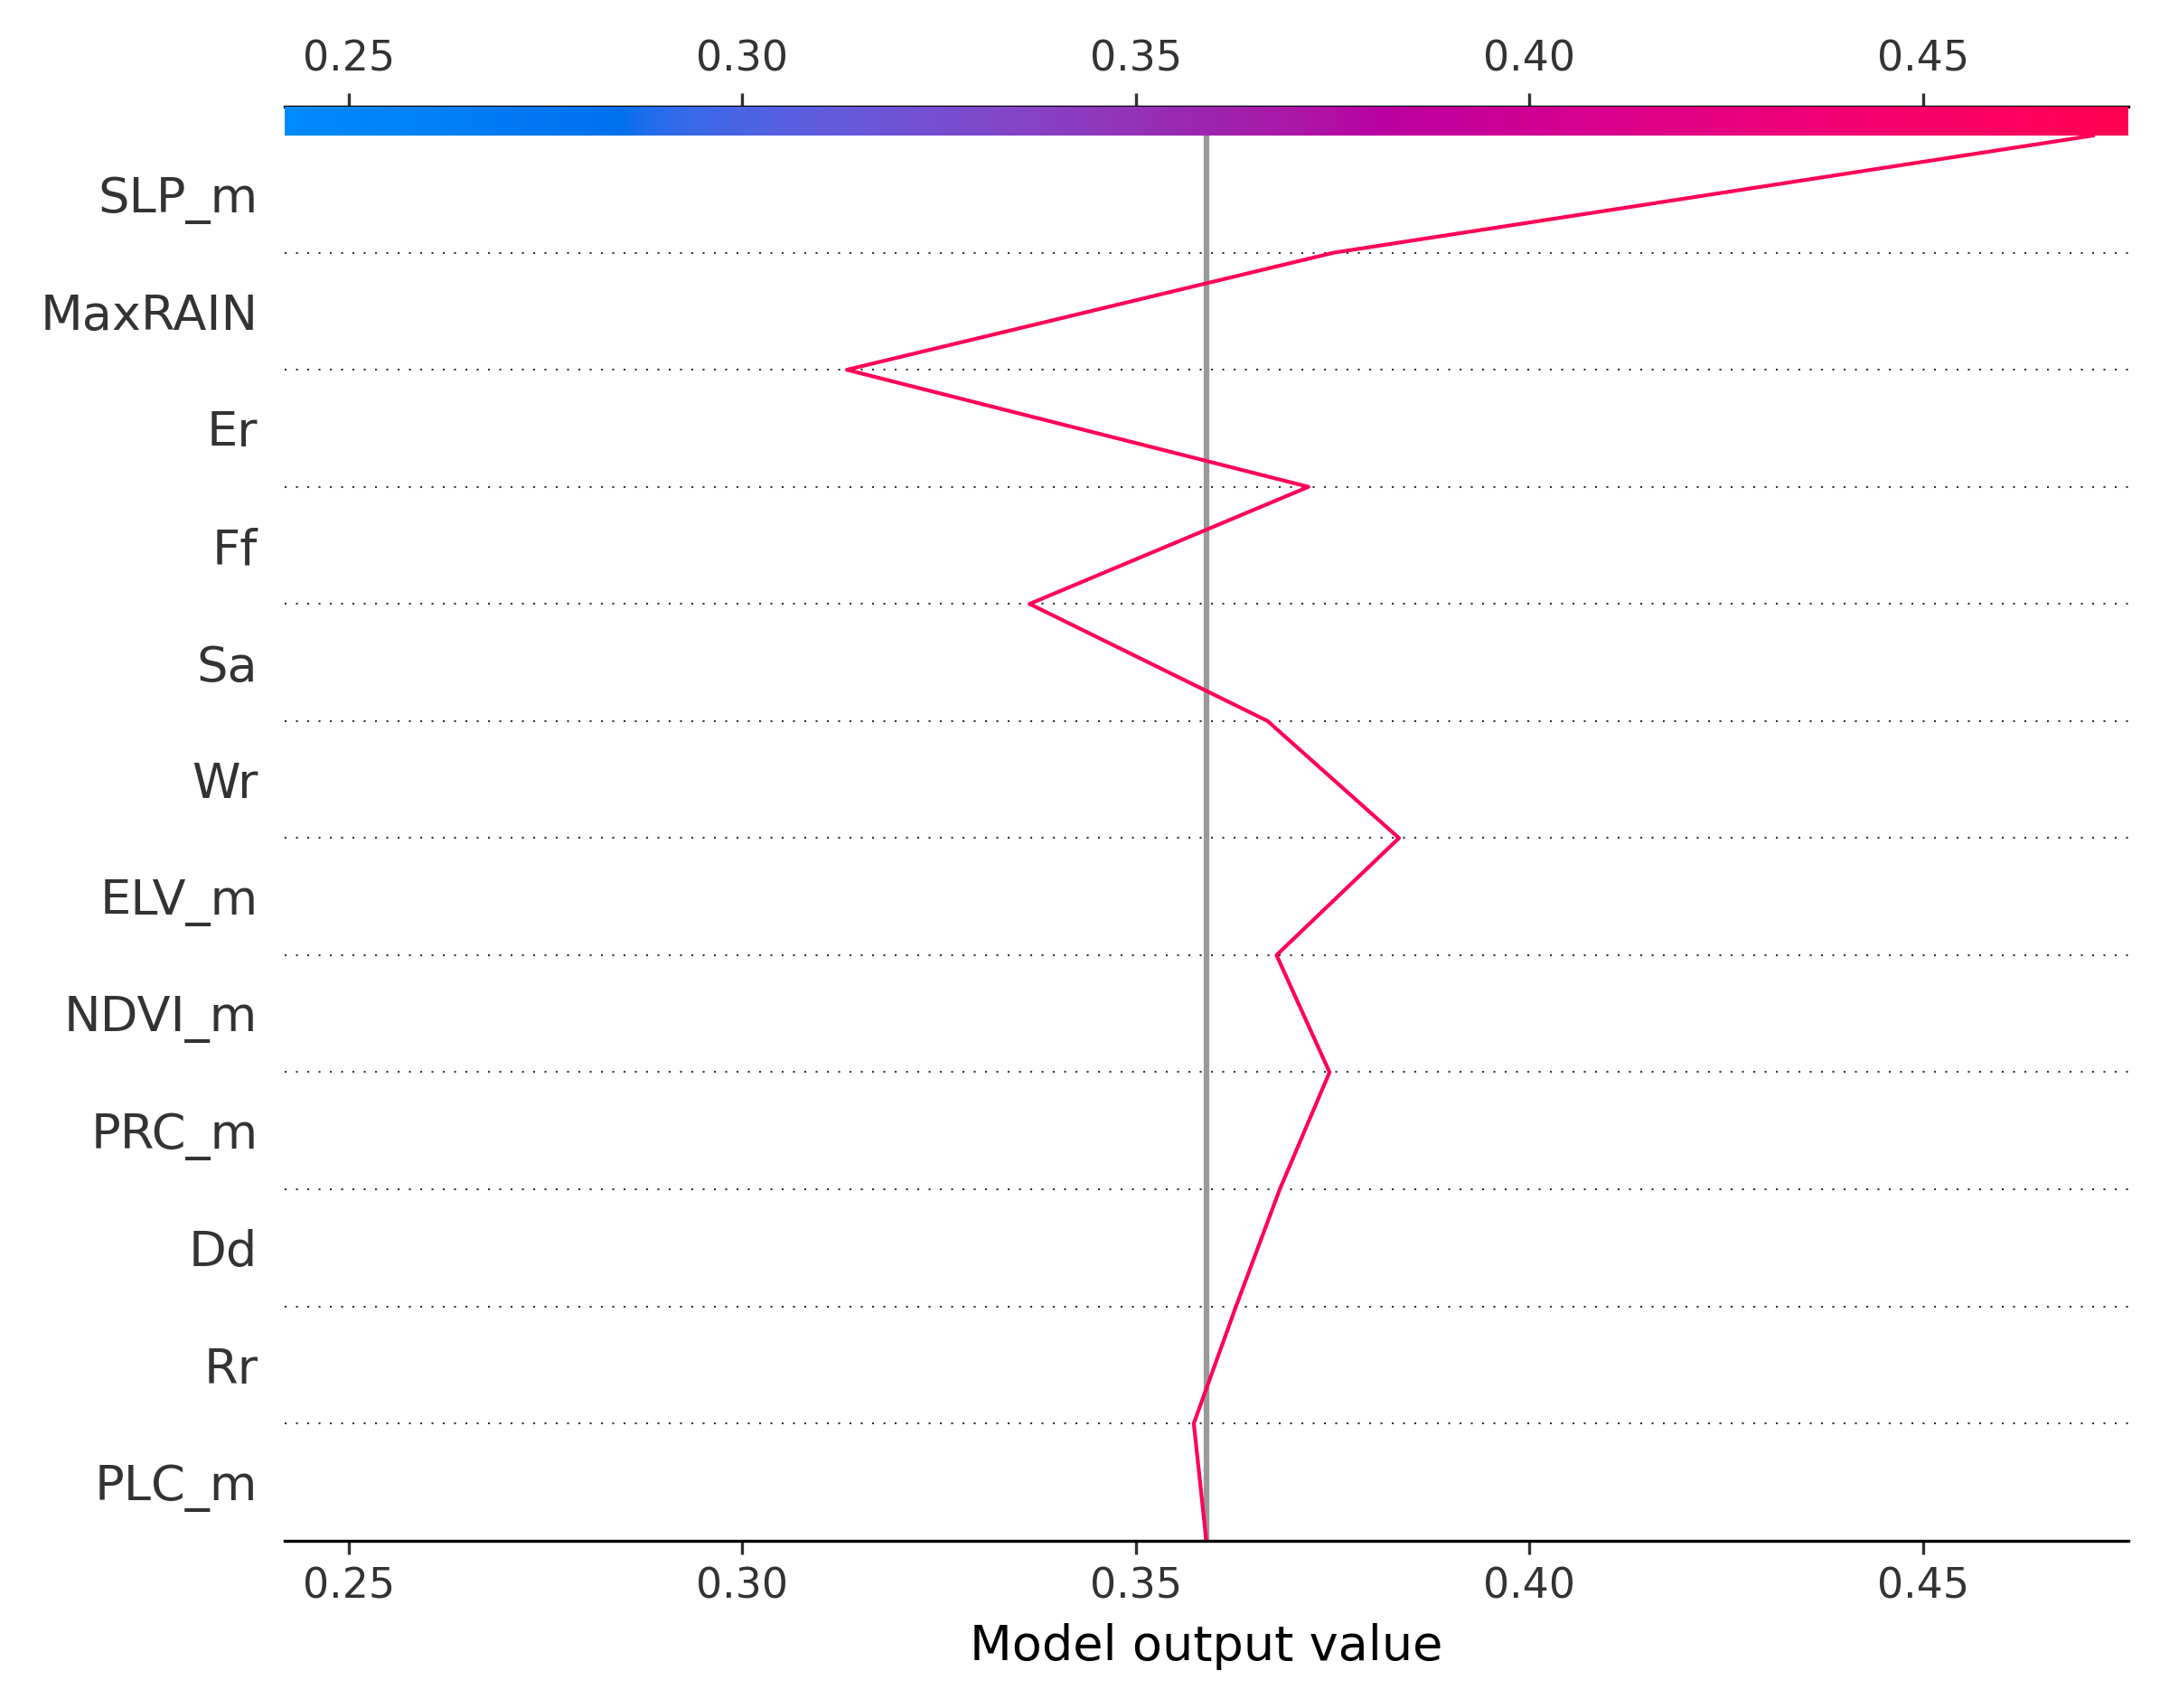 0.25 0.30 0.35 0.40 0.45
SLP_m
MaxRAIN
Er
Ff
Sa
Wr
ELV_m
NDVI_m
PRC_m
Dd
Rr
PLC_m
0.25 0.30 0.35 0.40 0.45
Model output value